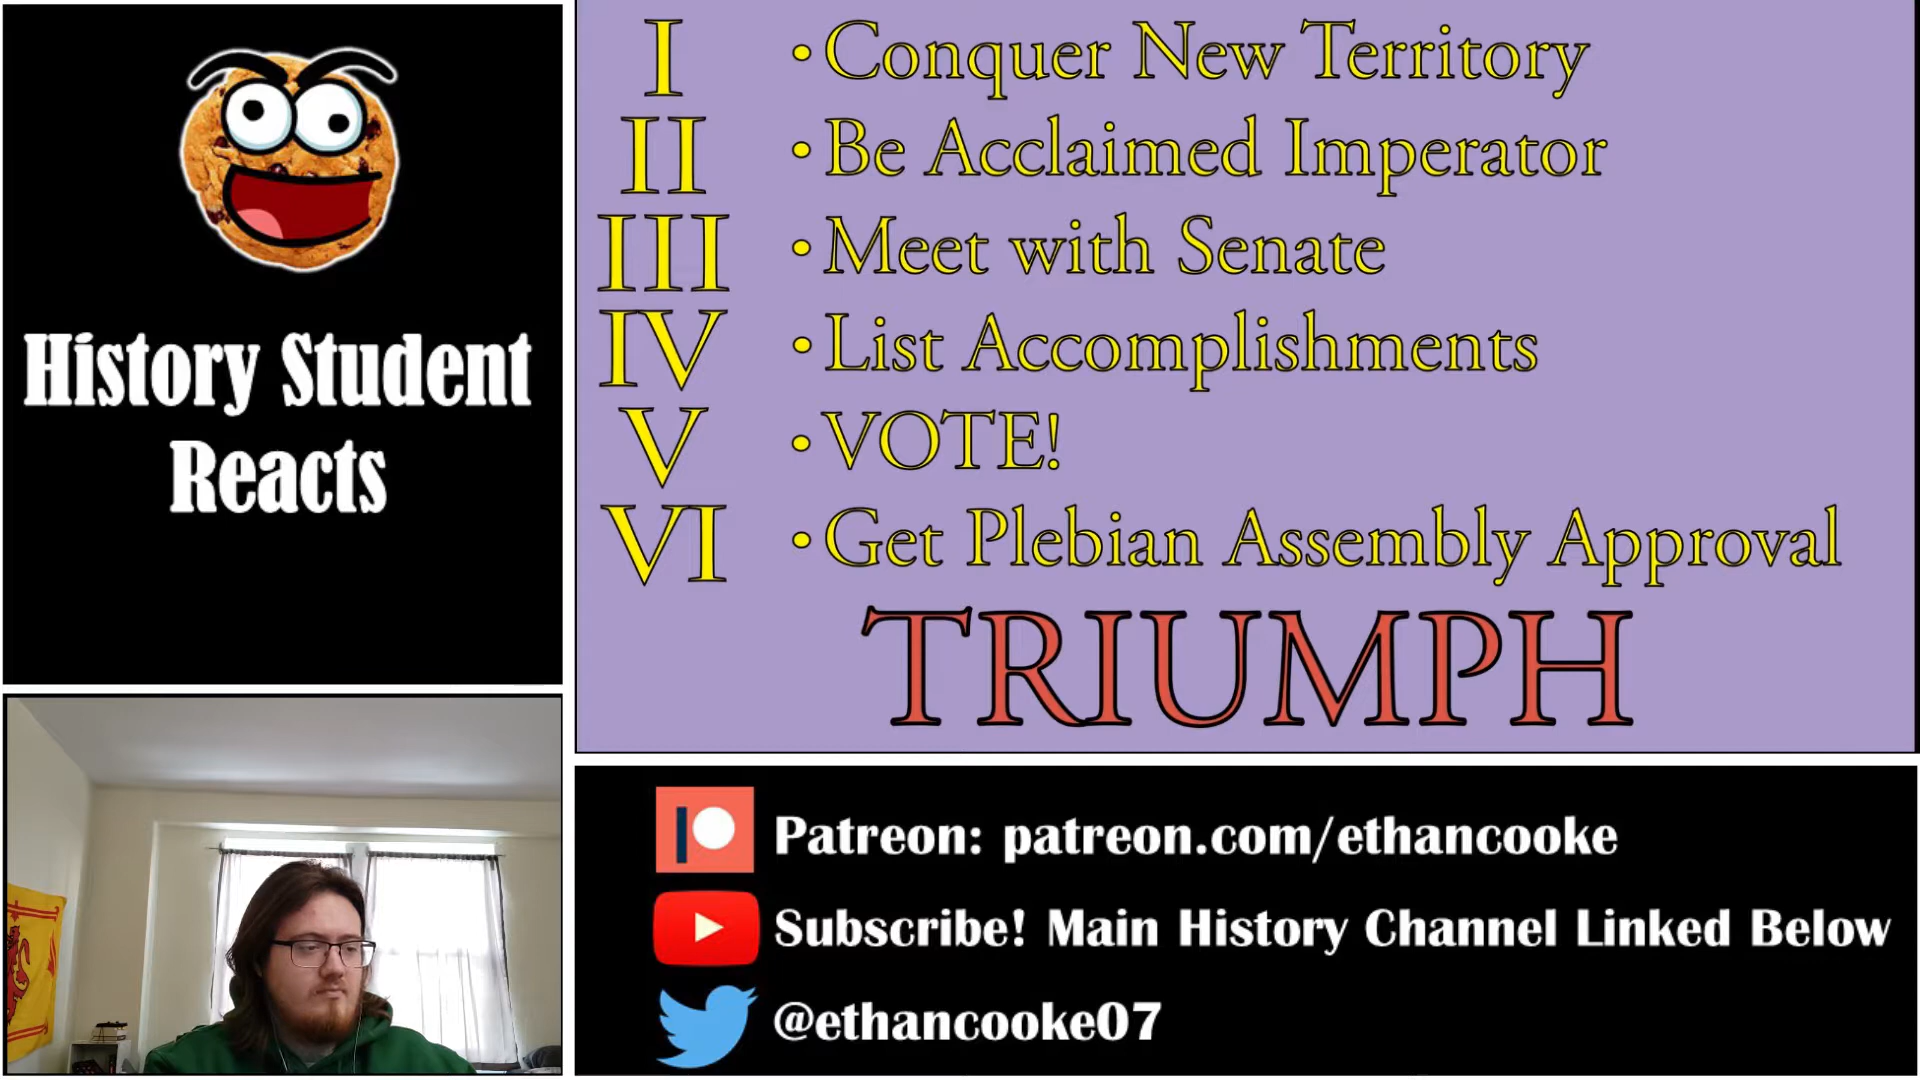 History Student
Reacts
I • Conquer New Territory
II • Be Acclaimed Imperator
III • Meet with Senate
IV • List Accomplishments
V • VOTE!
VI • Get Plebian Assembly Approval
TRIUMPH
Patreon: patreon.com/ethancooke
Subscribe! Main History Channel Linked Below
@ethancooke07